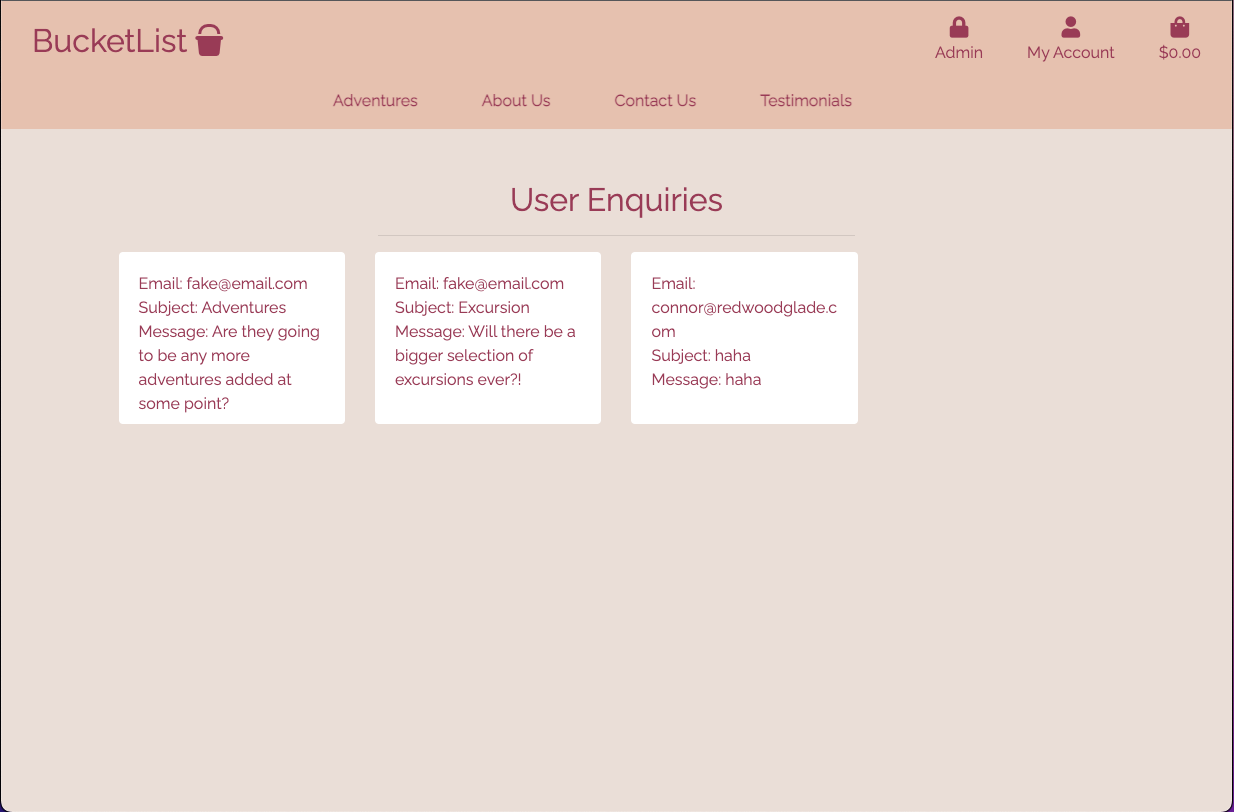 BucketList
Admin
My Account
$0.00
Adventures
About Us
Contact Us
Testimonials
User Enquiries
Email: fake@email.com
Subject: Adventures
Message: Are they going
to be any more
adventures added at
some point?
Email: fake@email.com
Subject: Excursion
Message: Will there be a
bigger selection of
excursions ever?!
Email:
connor@redwoodglade.c
om
Subject: haha
Message: haha